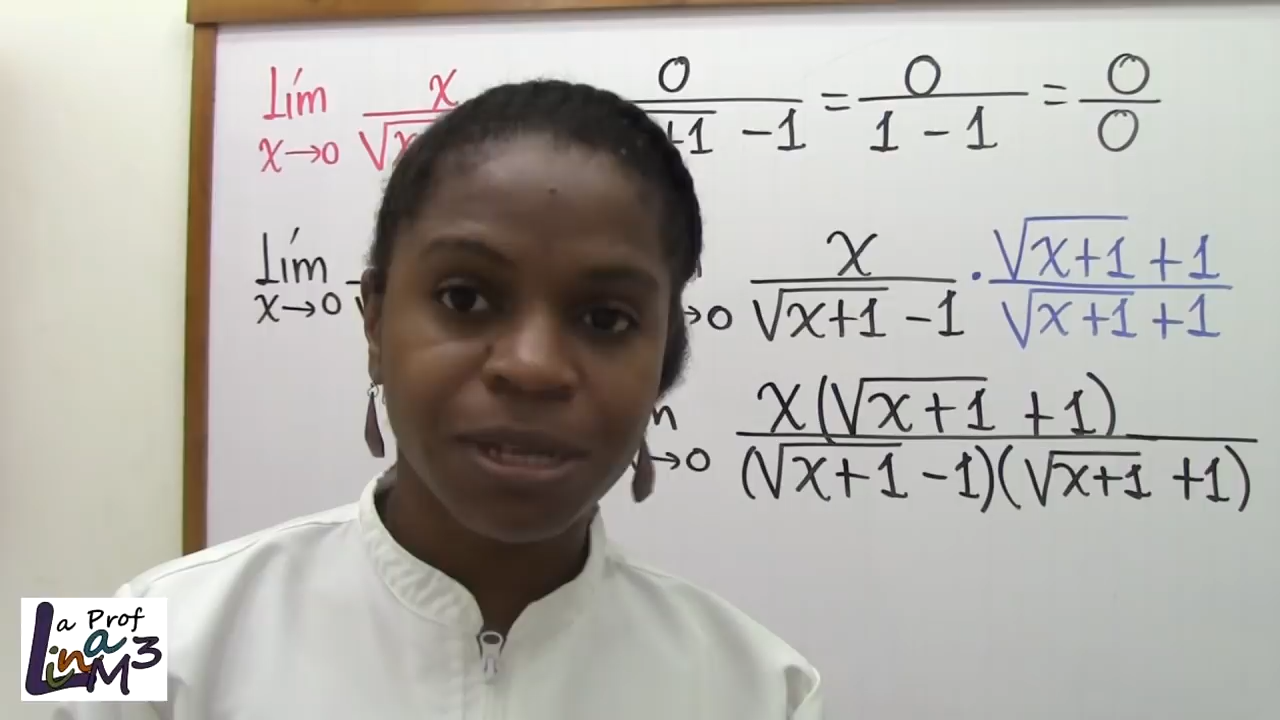 Lím x→0 x/√x = 0/+1 −1 = 0/1 − 1 = 0/0
Lím x→0 →0 x/√x+1 −1 · √x+1 +1/√x+1 +1
→0 x(√x+1 +1)/(√x+1 −1)(√x+1 +1)
La Prof
Lina
M3